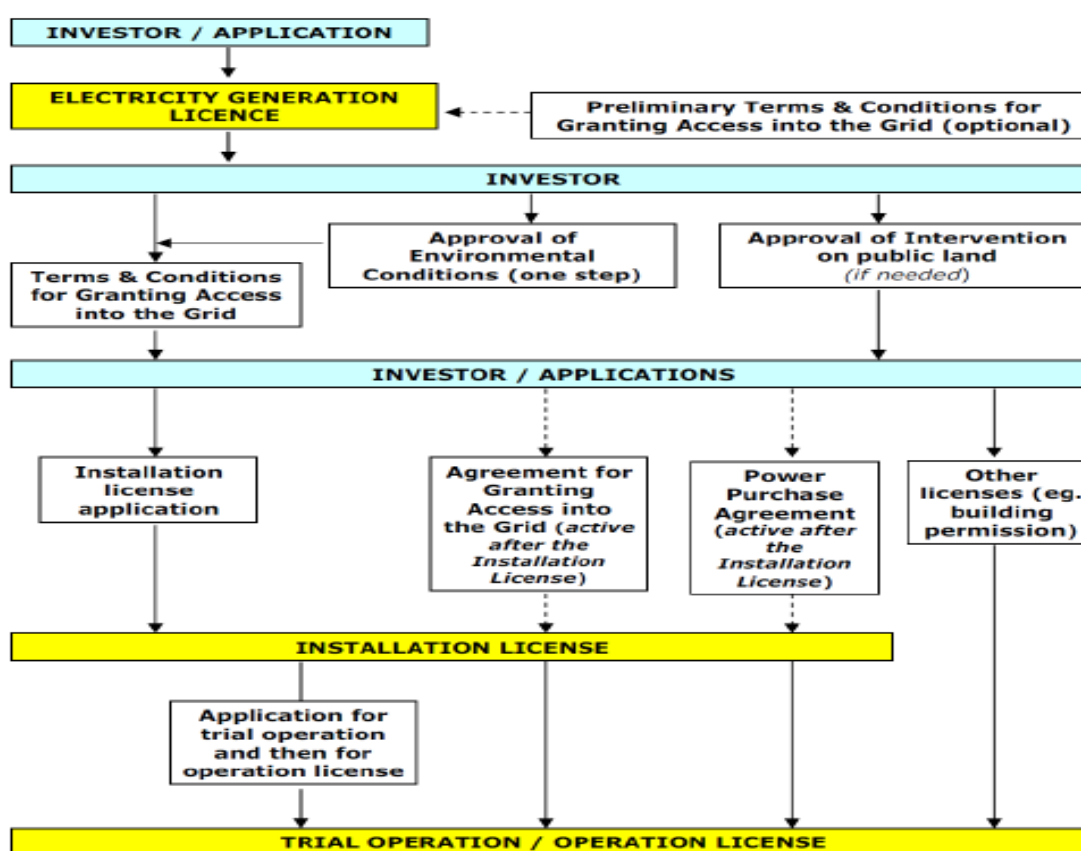 INVESTOR / APPLICATION
ELECTRICITY GENERATION
LICENCE
Preliminary Terms & Conditions for
Granting Access into the Grid (optional)
INVESTOR
Approval of
Environmental
Conditions (one step)
Approval of Intervention
on public land
(if needed)
Terms & Conditions
for Granting Access
into the Grid
INVESTOR / APPLICATIONS
Installation
license
application
Agreement for
Granting
Access into
the Grid (active
after the
Installation
License)
Power
Purchase
Agreement
(active after
the
Installation
License)
Other
licenses (eg.
building
permission)
INSTALLATION LICENSE
Application for
trial operation
and then for
operation license
TRIAL OPERATION / OPERATION LICENSE